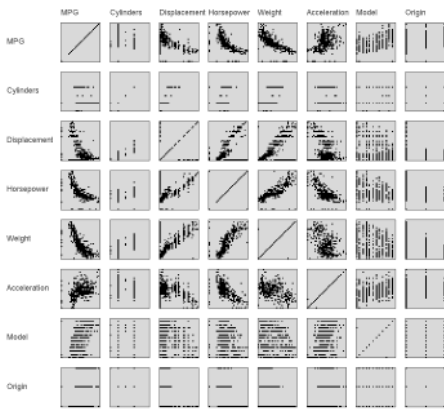 MPG Cylinders Displacement Horsepower Weight Acceleration Model Origin
MPG
Cylinders
Displacement
Horsepower
Weight
Acceleration
Model
Origin